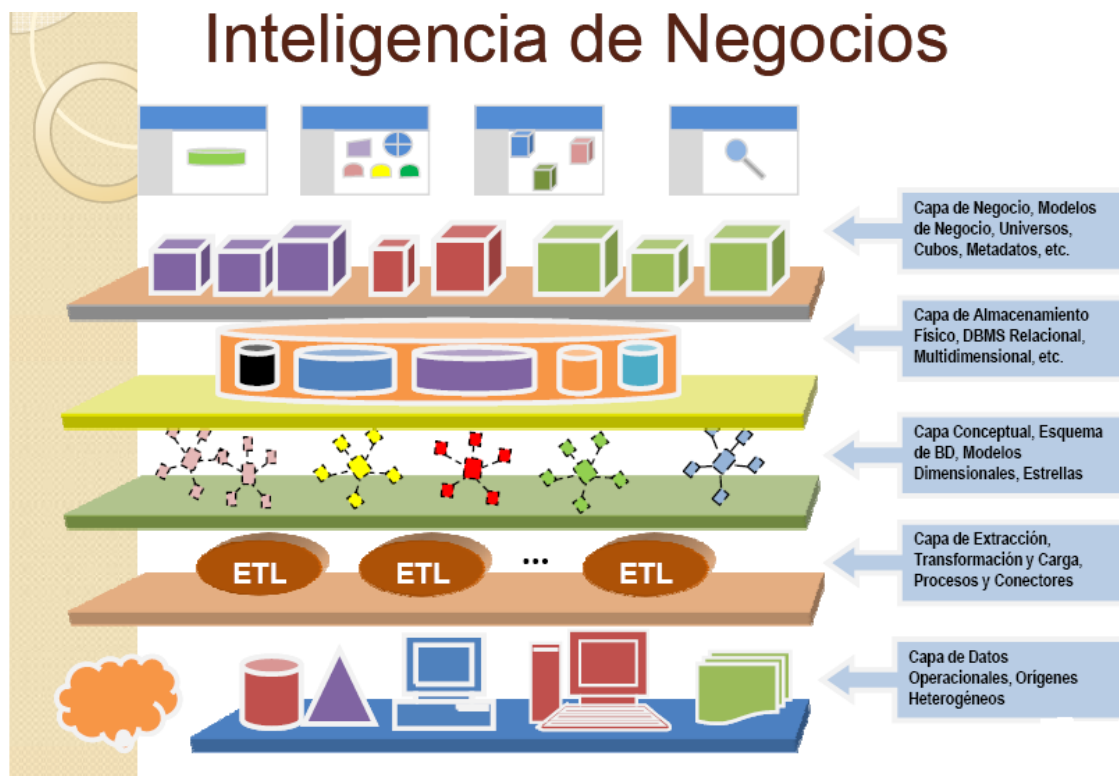 Inteligencia de Negocios
Capa de Negocio, Modelos
de Negocio, Universos,
Cubos, Metadatos, etc.
Capa de Almacenamiento
Físico, DBMS Relacional,
Multidimensional, etc.
Capa Conceptual, Esquema
de BD, Modelos
Dimensionales, Estrellas
Capa de Extracción,
Transformación y Carga,
Procesos y Conectores
ETL ETL ... ETL
Capa de Datos
Operacionales, Orígenes
Heterogéneos